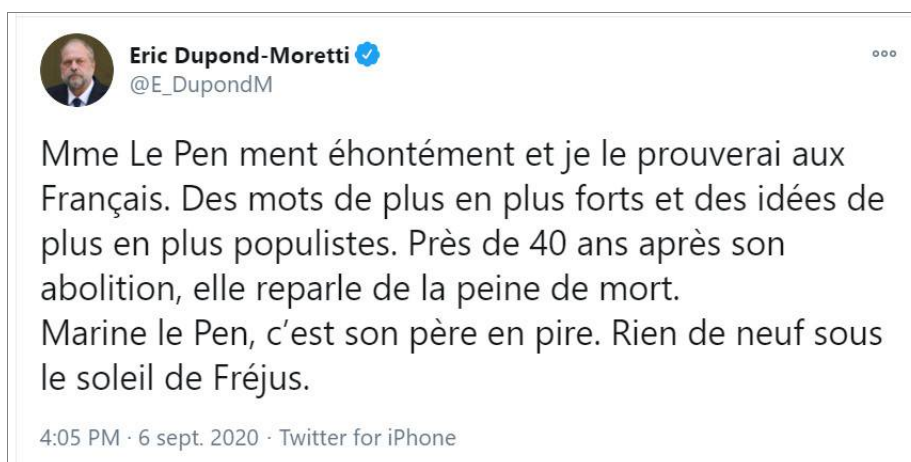 Eric Dupond-Moretti
@E_DupondM
Mme Le Pen ment éhontément et je le prouverai aux
Français. Des mots de plus en plus forts et des idées de
plus en plus populistes. Près de 40 ans après son
abolition, elle reparle de la peine de mort.
Marine le Pen, c’est son père en pire. Rien de neuf sous
le soleil de Fréjus.
4:05 PM · 6 sept. 2020 · Twitter for iPhone